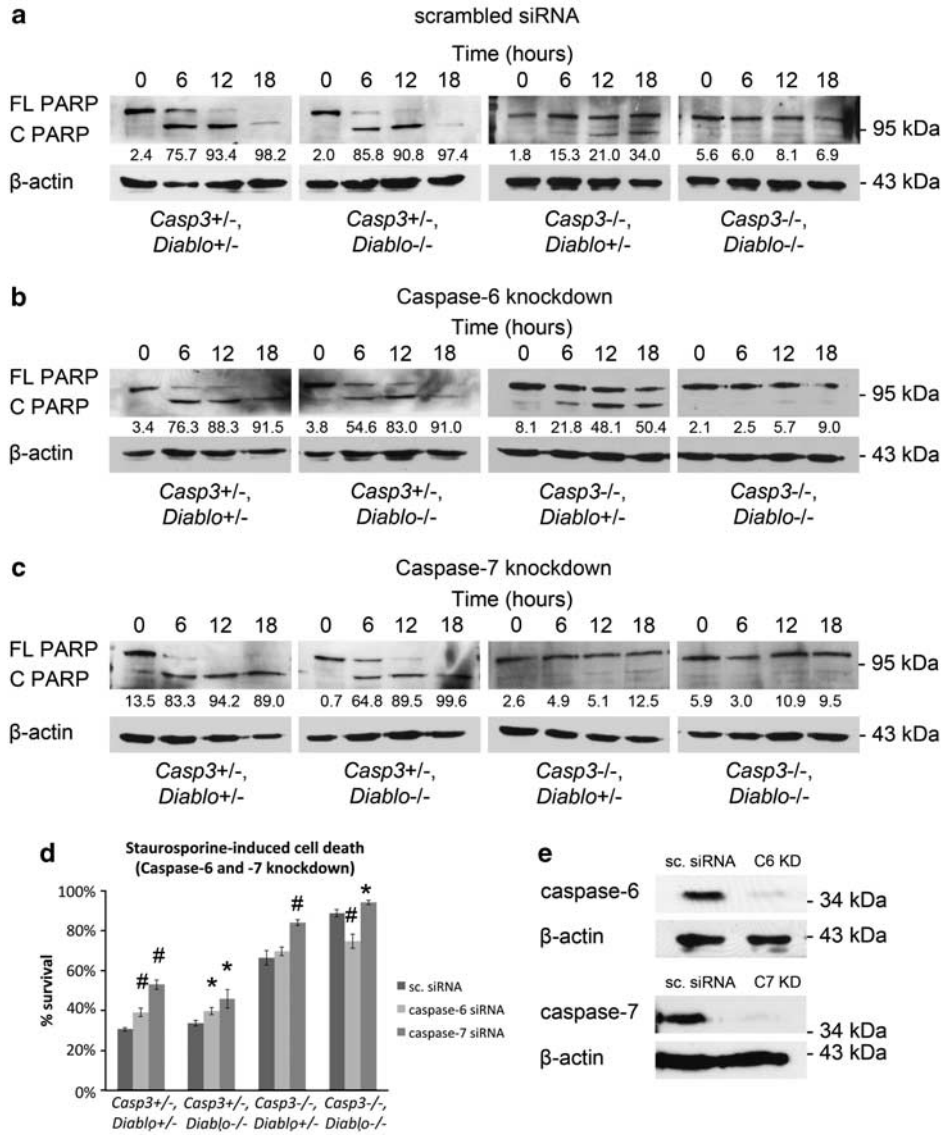 a
scrambled siRNA
Time (hours)
0 6 12 18 0 6 12 18 0 6 12 18 0 6 12 18
FL PARP
C PARP
- 95 kDa
2.4 75.7 93.4 98.2 2.0 85.8 90.8 97.4 1.8 15.3 21.0 34.0 5.6 6.0 8.1 6.9
β-actin - 43 kDa
Casp3+/-, Casp3+/-, Casp3-/-, Casp3-/-,
Diablo+/- Diablo-/- Diablo+/- Diablo-/-
b
Caspase-6 knockdown
Time (hours)
0 6 12 18 0 6 12 18 0 6 12 18 0 6 12 18
FL PARP
C PARP
- 95 kDa
3.4 76.3 88.3 91.5 3.8 54.6 83.0 91.0 8.1 21.8 48.1 50.4 2.1 2.5 5.7 9.0
β-actin - 43 kDa
Casp3+/-, Casp3+/-, Casp3-/-, Casp3-/-,
Diablo+/- Diablo-/- Diablo+/- Diablo-/-
c
Caspase-7 knockdown
Time (hours)
0 6 12 18 0 6 12 18 0 6 12 18 0 6 12 18
FL PARP
C PARP
- 95 kDa
13.5 83.3 94.2 89.0 0.7 64.8 89.5 99.6 2.6 4.9 5.1 12.5 5.9 3.0 10.9 9.5
β-actin - 43 kDa
Casp3+/-, Casp3+/-, Casp3-/-, Casp3-/-,
Diablo+/- Diablo-/- Diablo+/- Diablo-/-
d
Staurosporine-induced cell death
(Caspase-6 and -7 knockdown)
% survival
100%
80%
60%
40%
20%
0%
# # * * # # *
sc. siRNA
caspase-6 siRNA
caspase-7 siRNA
Casp3+/-, Casp3+/-, Casp3-/-, Casp3-/-,
Diablo+/- Diablo-/- Diablo+/- Diablo-/-
e
sc. siRNA C6 KD
caspase-6 - 34 kDa
β-actin - 43 kDa
sc. siRNA C7 KD
caspase-7 - 34 kDa
β-actin - 43 kDa